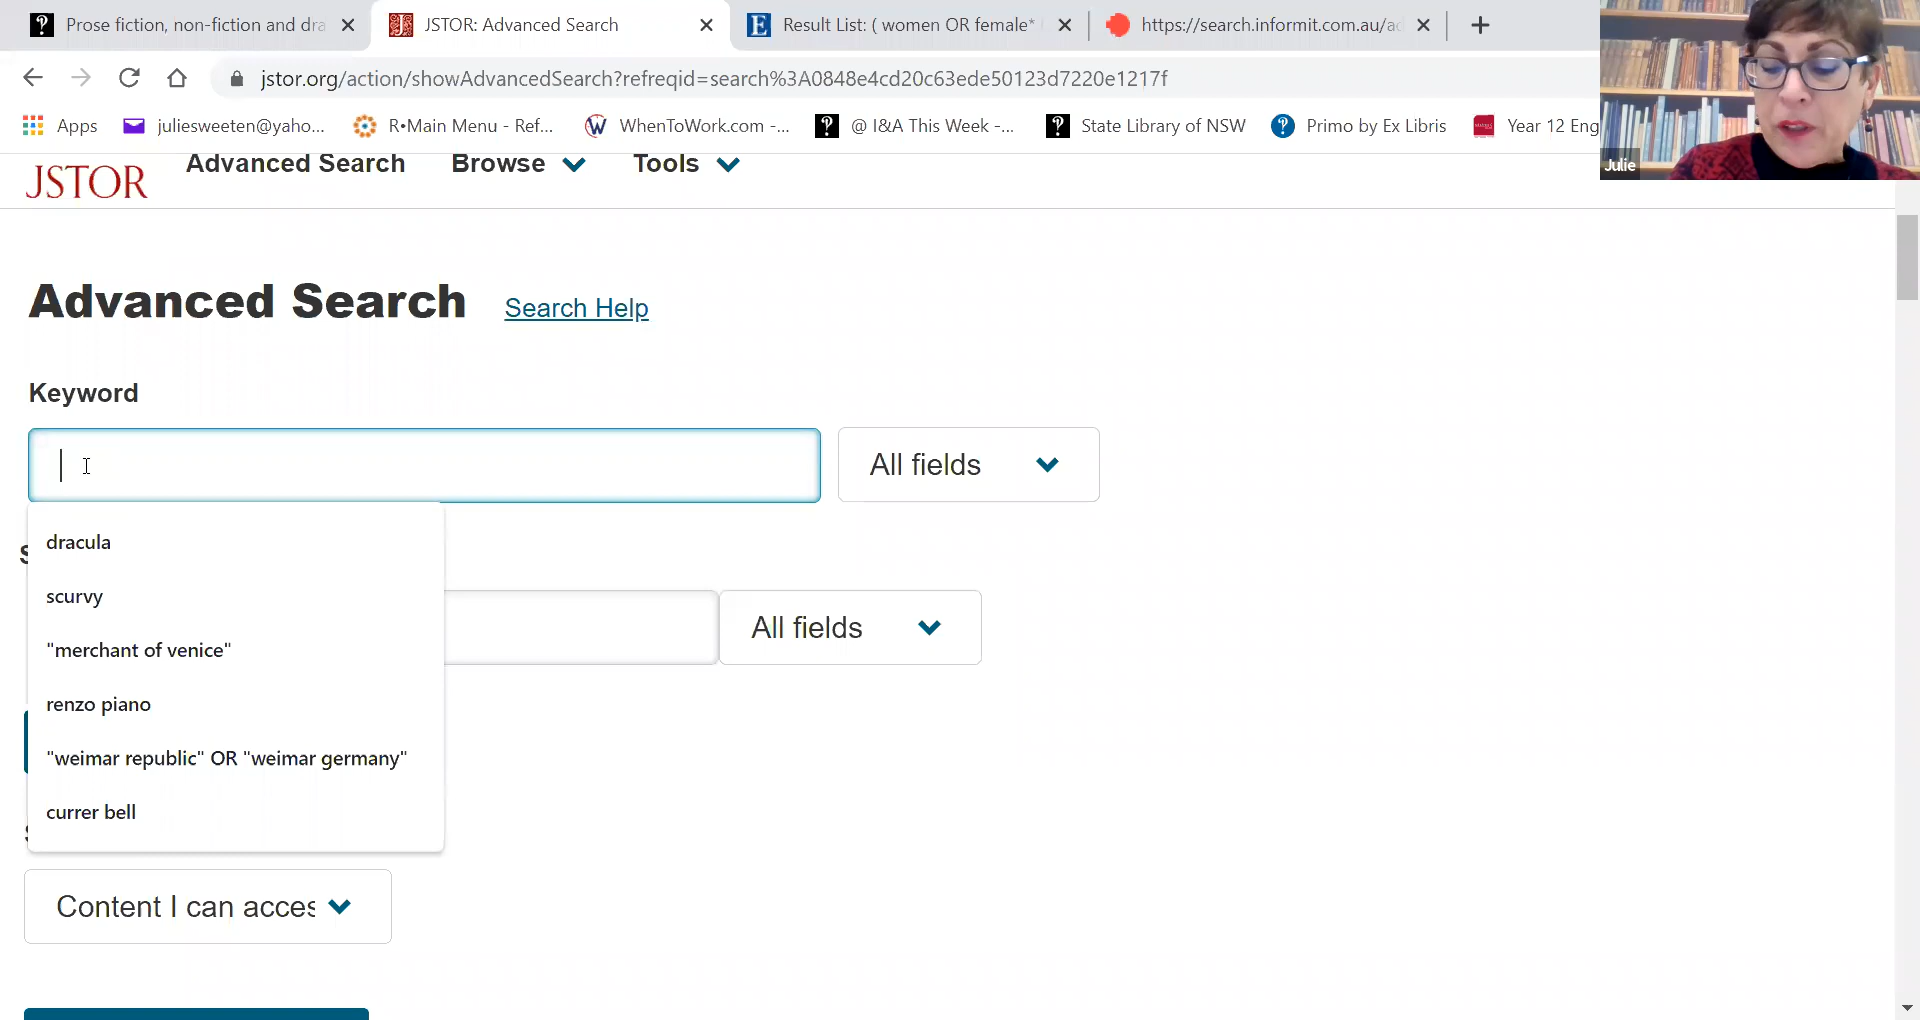 Prose fiction, non-fiction and dra
JSTOR: Advanced Search
Result List: ( women OR female*
https://search.informit.com.au/ad
jstor.org/action/showAdvancedSearch?refreqid=search%3A0848e4cd20c63ede50123d7220e1217f
Apps
juliesweeten@yaho...
R•Main Menu - Ref...
WhenToWork.com -...
@ I&A This Week -...
State Library of NSW
Primo by Ex Libris
Year 12 Eng
Julie
JSTOR
Advanced Search
Browse
Tools
Advanced Search
Search Help
Keyword
All fields
dracula
scurvy
"merchant of venice"
All fields
renzo piano
"weimar republic" OR "weimar germany"
currer bell
Content I can acces